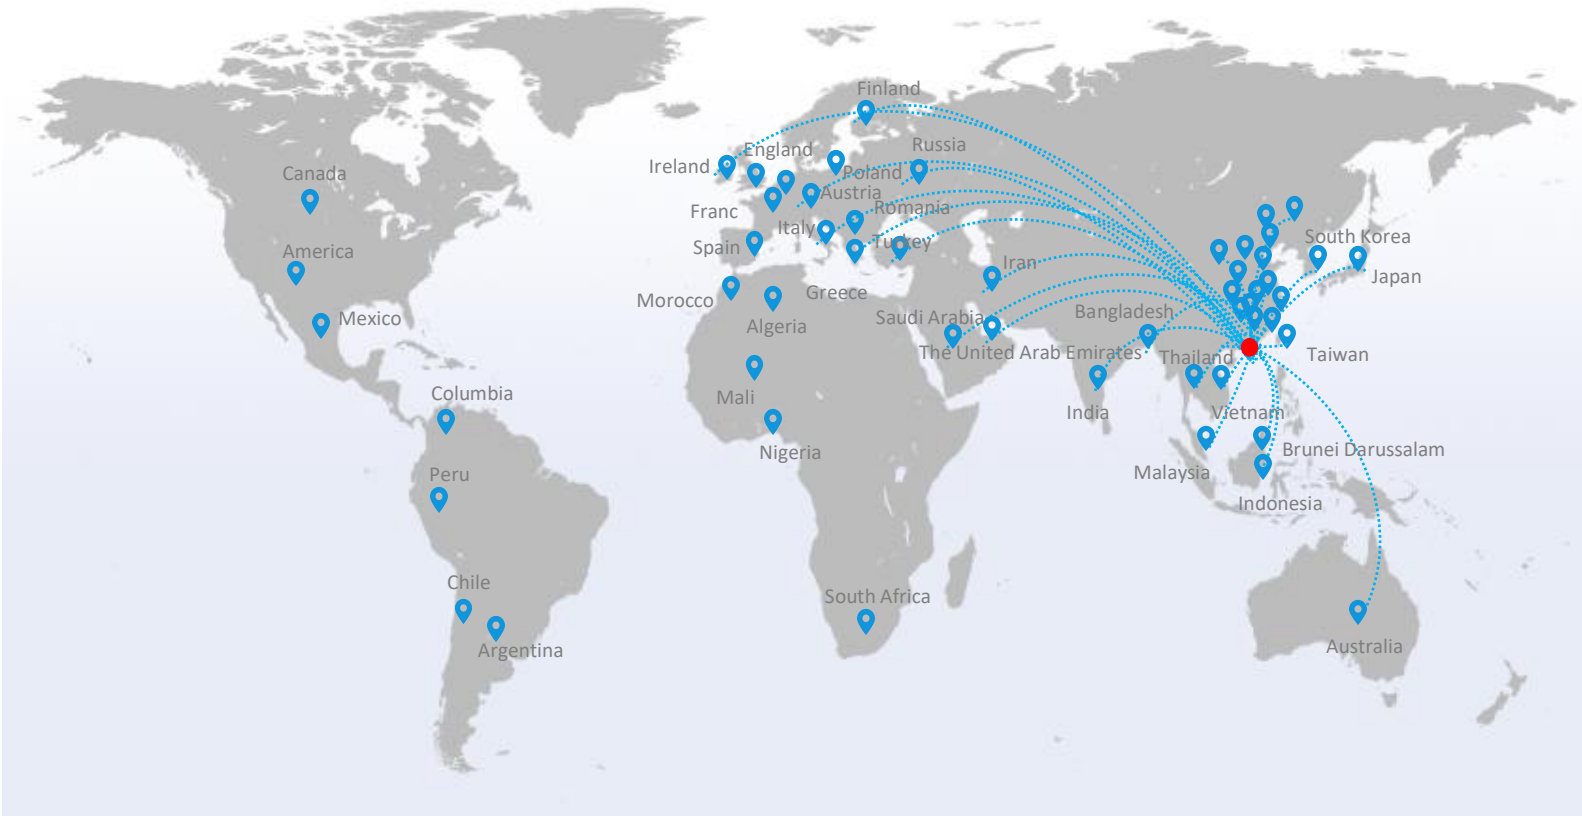 Finland
England
Russia
Ireland
Poland
Canada
Austria
Franc
Romania
Italy
South Korea
Spain
Turkey
America
Iran
Japan
Morocco
Greece
Algeria
Saudi Arabia
Bangladesh
Mexico
The United Arab Emirates
Thailand
Taiwan
Mali
Columbia
India
Vietnam
Nigeria
Brunei Darussalam
Peru
Malaysia
Indonesia
Chile
South Africa
Argentina
Australia